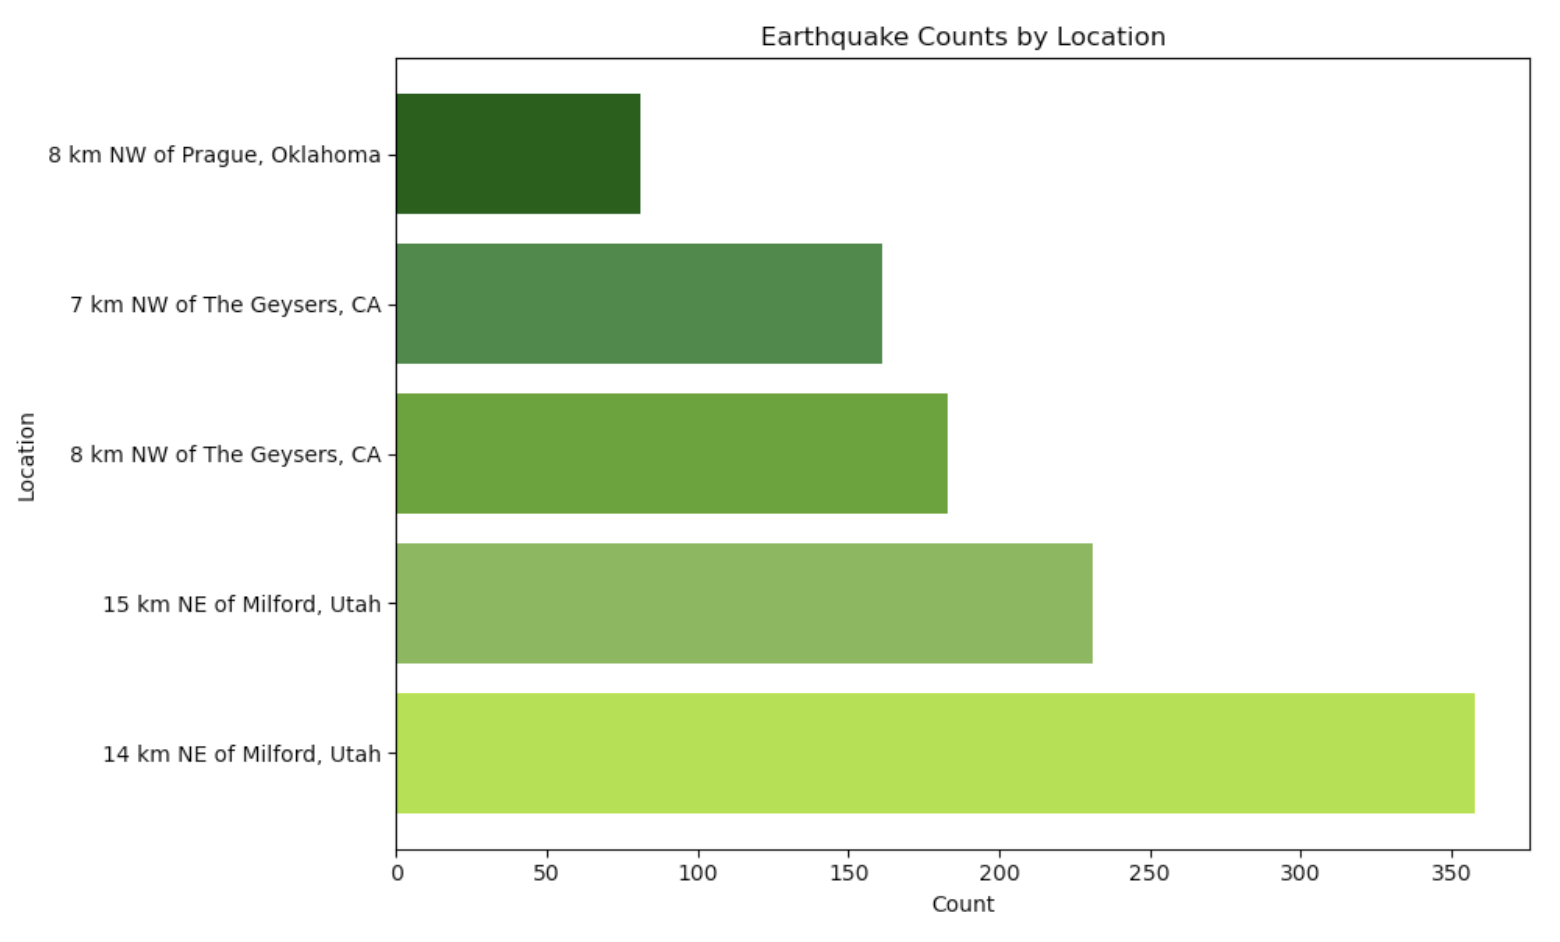 Earthquake Counts by Location
8 km NW of Prague, Oklahoma
7 km NW of The Geysers, CA
8 km NW of The Geysers, CA
15 km NE of Milford, Utah
14 km NE of Milford, Utah
Location
0 50 100 150 200 250 300 350
Count